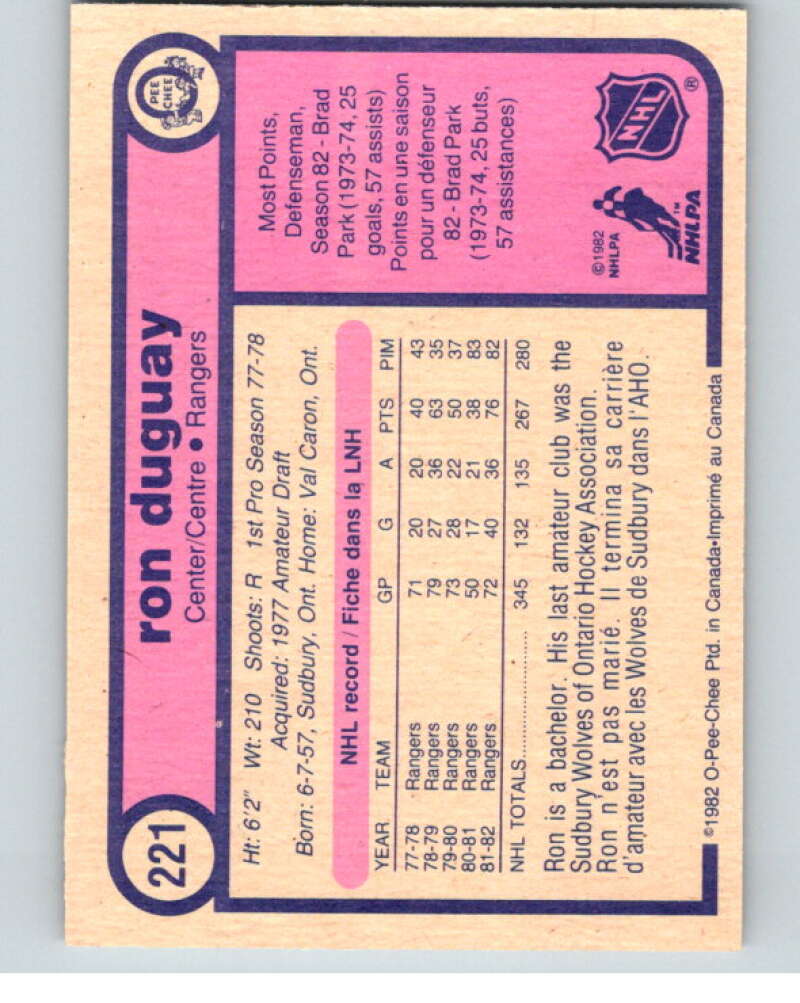 221
ron duguay
Center/Centre • Rangers
PEE
CHEE
Ht: 6'2" Wt: 210 Shoots: R 1st Pro Season 77-78
Acquired: 1977 Amateur Draft
Born: 6-7-57, Sudbury, Ont. Home: Val Caron, Ont.
NHL record / Fiche dans la LNH
YEAR TEAM GP G A PTS PIM
77-78 Rangers 71 20 20 40 43
78-79 Rangers 79 27 36 63 35
79-80 Rangers 73 28 22 50 37
80-81 Rangers 50 17 21 38 83
81-82 Rangers 72 40 36 76 82
NHL TOTALS.................... 345 132 135 267 280
Ron is a bachelor. His last amateur club was the
Sudbury Wolves of Ontario Hockey Association.
Ron n'est pas marié. Il termina sa carrière
d'amateur avec les Wolves de Sudbury dans l'AHO.
Most Points,
Defenseman,
Season 82 - Brad
Park (1973-74, 25
goals, 57 assists)
Points en une saison
pour un défenseur
82 - Brad Park
(1973-74, 25 buts,
57 assistances)
©1982
NHLPA
NHLPA™
NHL ®
©1982 O-Pee-Chee Ptd. in Canada•Imprimé au Canada